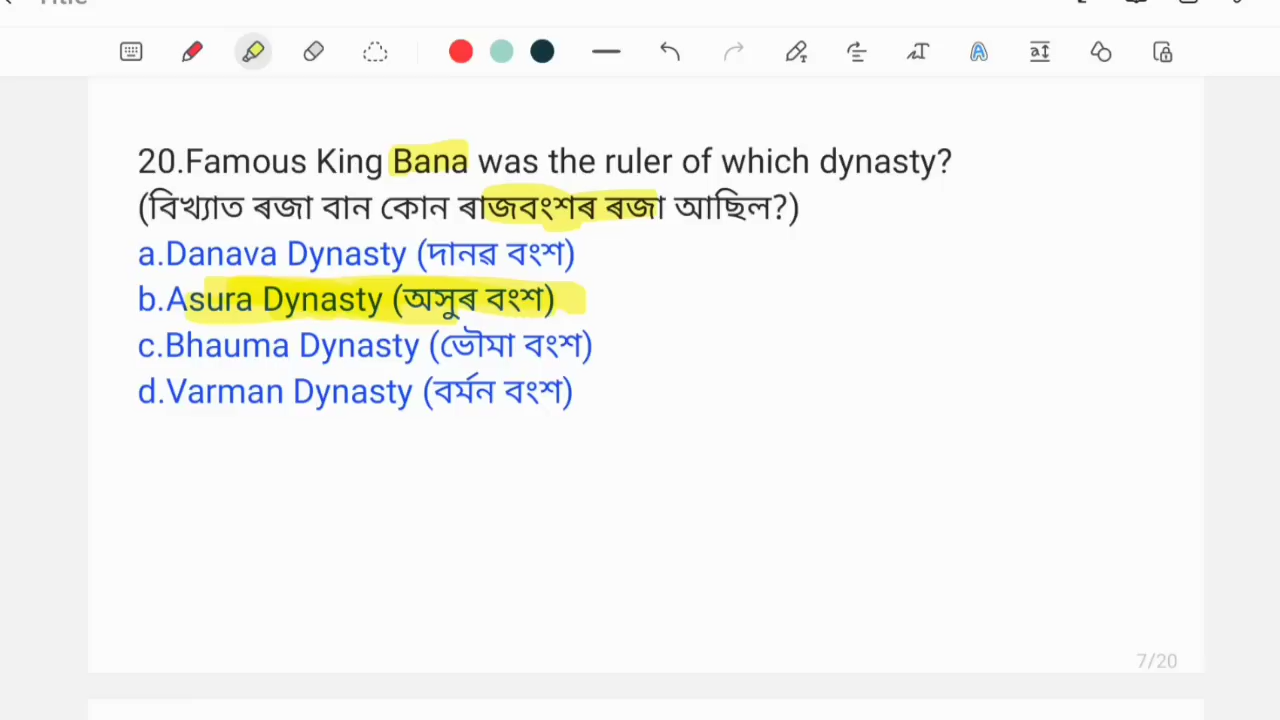 Title
20.Famous King Bana was the ruler of which dynasty?
(বিখ্যাত ৰজা বান কোন ৰাজবংশৰ ৰজা আছিল?)
a.Danava Dynasty (দানৱ বংশ)
b.Asura Dynasty (অসুৰ বংশ)
c.Bhauma Dynasty (ভৌমা বংশ)
d.Varman Dynasty (বৰ্মন বংশ)
7/20